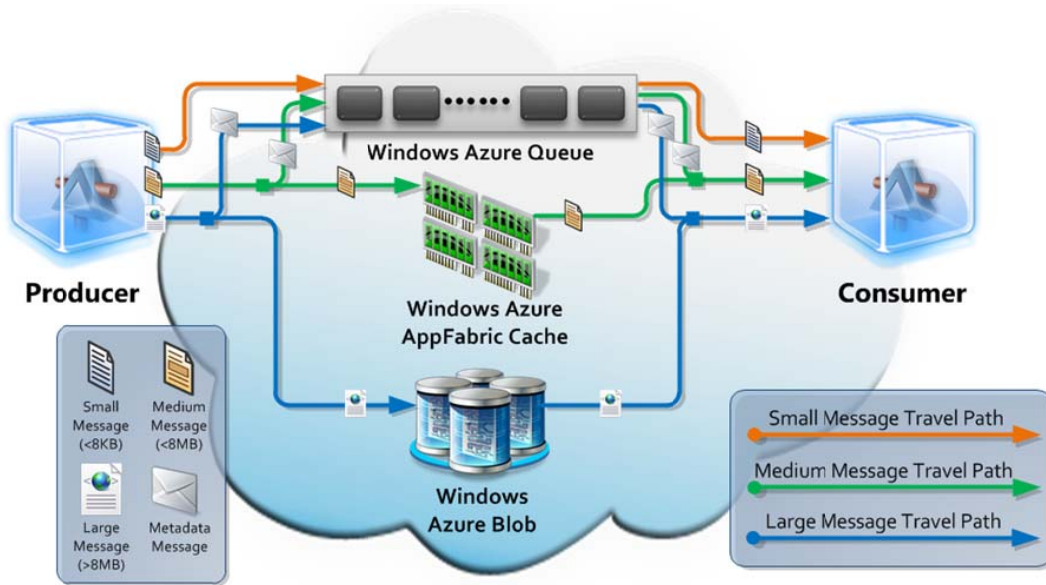 Windows Azure Queue
Producer
Consumer
Windows Azure
AppFabric Cache
Windows
Azure Blob
Small
Message
(<8KB)
Medium
Message
(<8MB)
Large
Message
(>8MB)
Metadata
Message
Small Message Travel Path
Medium Message Travel Path
Large Message Travel Path